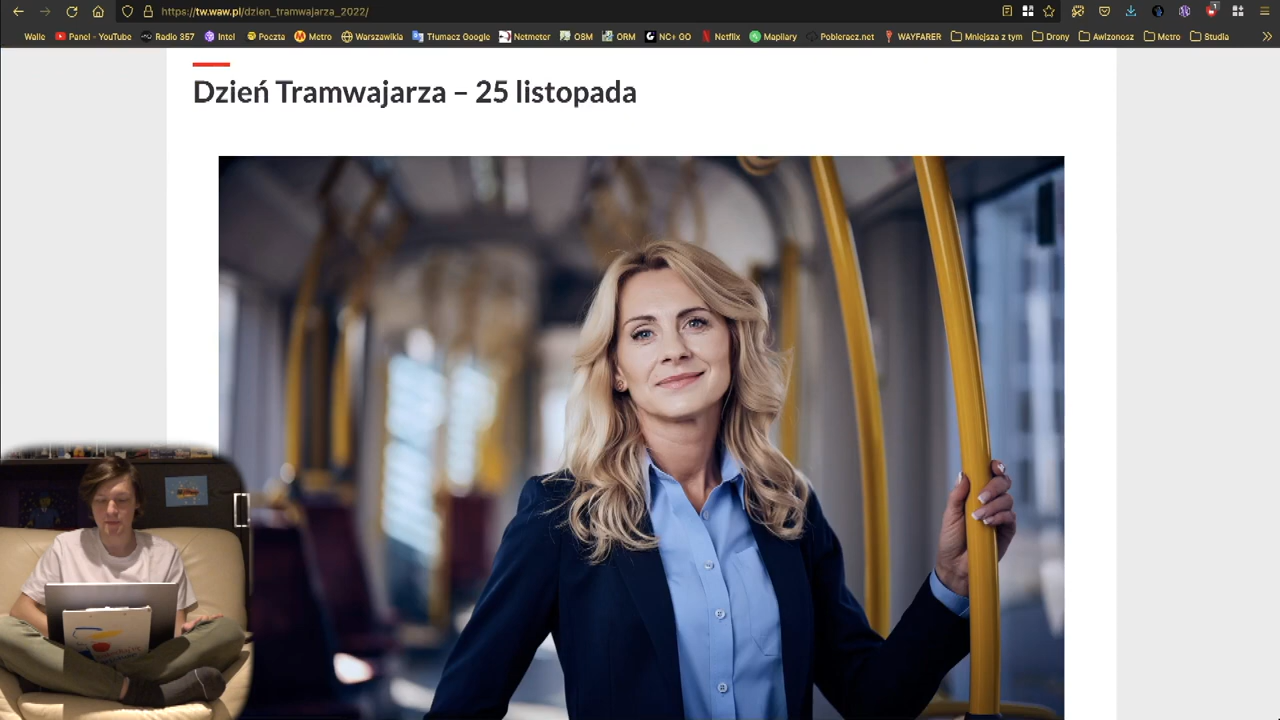 https://tw.waw.pl/dzien_tramwajarza_2022/
Walle Panel - YouTube Radio 357 Intel Poczta Metro Warszawikia Tłumacz Google Netmeter OSM ORM NC+ GO Netflix Mapilary Pobieracz.net WAYFARER Mniejsza z tym Drony Awizonosz Metro Studia
Dzień Tramwajarza – 25 listopada